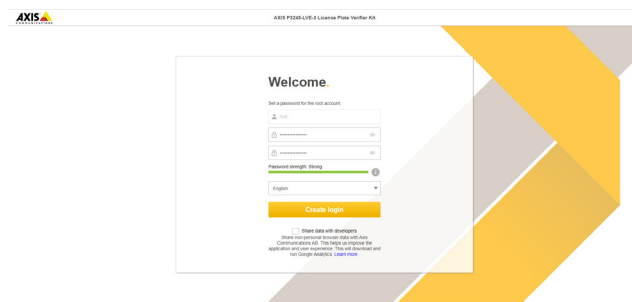 AXIS
COMMUNICATIONS
AXIS P3245-LVE-3 License Plate Verifier Kit
Welcome.
Set a password for the root account.
root
Password strength: Strong
English
Create login
Share data with developers
Share non-personal browser data with Axis
Communications AB. This helps us improve the
application and user experience. This will download and
run Google Analytics. Learn more.